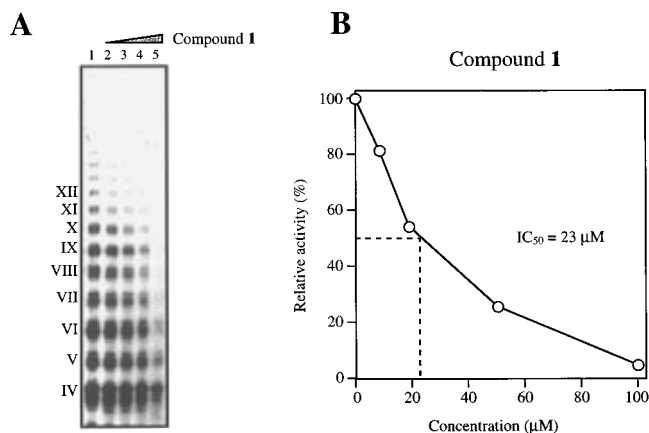 A
Compound 1
1 2 3 4 5
XII
XI
X
IX
VIII
VII
VI
V
IV
B
Compound 1
100
80
60
40
20
0
Relative activity (%)
IC50 = 23 μM
0 20 40 60 80 100
Concentration (μM)